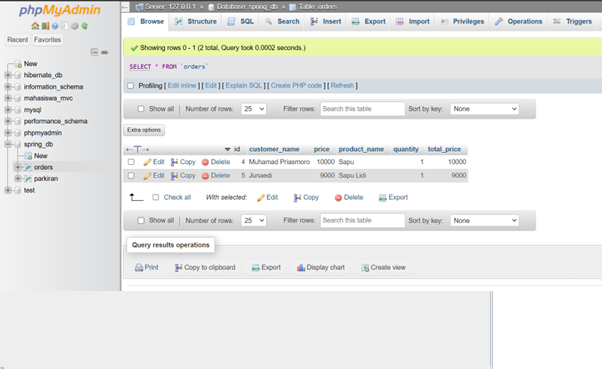 phpMyAdmin
Recent Favorites
New
hibernate_db
information_schema
mahasiswa_mvc
mysql
performance_schema
phpmyadmin
spring_db
New
orders
parkiran
test
Server: 127.0.0.1 » Database: spring_db » Table: orders
Browse Structure SQL Search Insert Export Import Privileges Operations Triggers
Showing rows 0 - 1 (2 total, Query took 0.0002 seconds.)
SELECT * FROM `orders`
Profiling [ Edit inline ] [ Edit ] [ Explain SQL ] [ Create PHP code ] [ Refresh ]
Show all Number of rows: 25 Filter rows: Search this table Sort by key: None
Extra options
id customer_name price product_name quantity total_price
Edit Copy Delete 4 Muhamad Priasmoro 10000 Sapu 1 10000
Edit Copy Delete 5 Junaedi 9000 Sapu Lidi 1 9000
Check all With selected: Edit Copy Delete Export
Show all Number of rows: 25 Filter rows: Search this table Sort by key: None
Query results operations
Print Copy to clipboard Export Display chart Create view